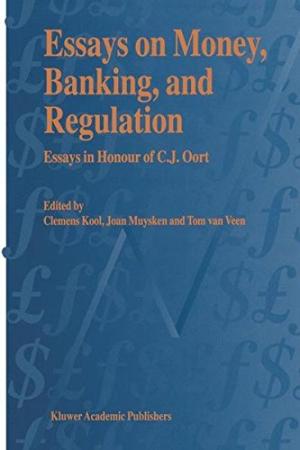 Essays on Money,
Banking, and
Regulation
Essays in Honour of C.J. Oort
Edited by
Clemens Kool, Joan Muysken and Tom van Veen
Kluwer Academic Publishers